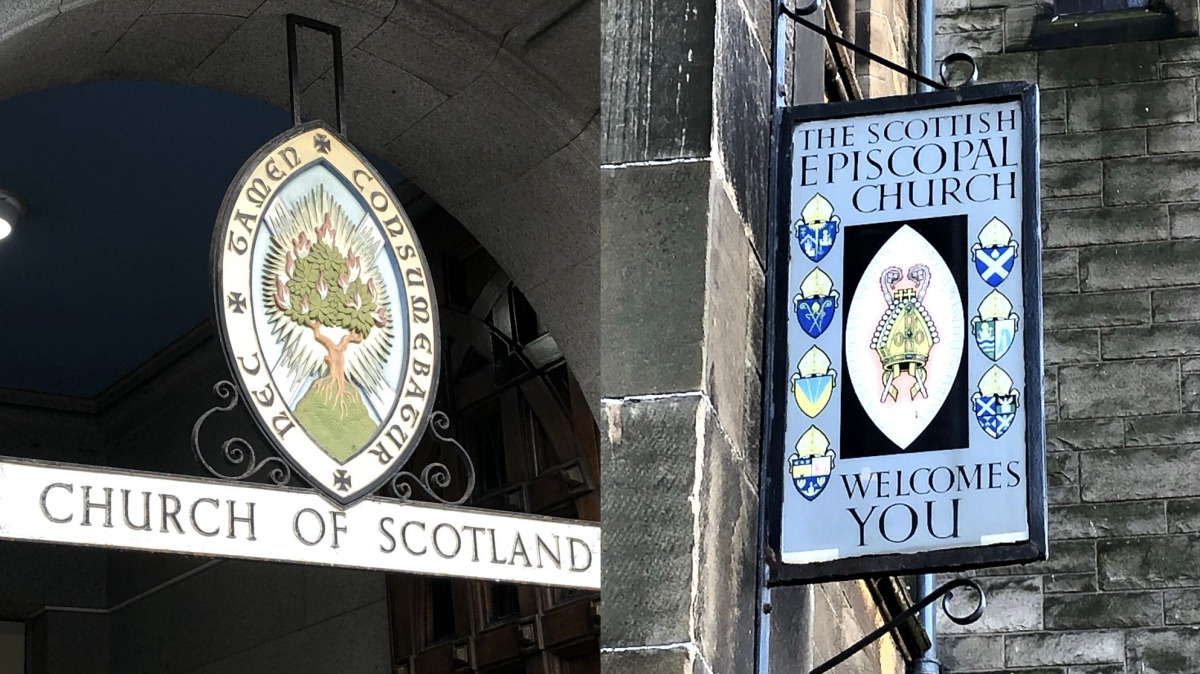 NEC TAMEN CONSUMEBATUR
CHURCH OF SCOTLAND
THE SCOTTISH
EPISCOPAL
CHURCH
WELCOMES
YOU